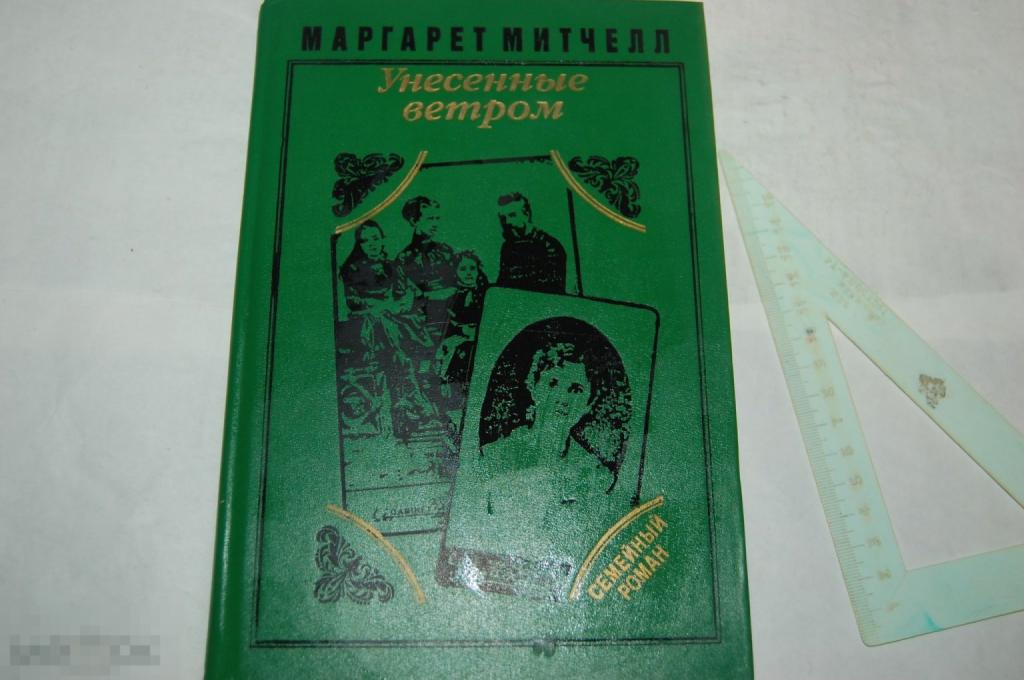 МАРГАРЕТ МИТЧЕЛЛ
Унесенные
ветром
СЕМЕЙНЫЙ
РОМАН